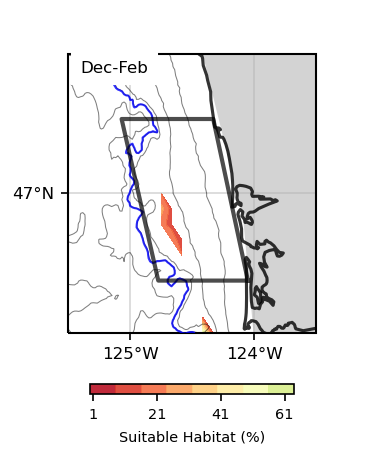 Dec-Feb
47°N
125°W 124°W
1 21 41 61
Suitable Habitat (%)